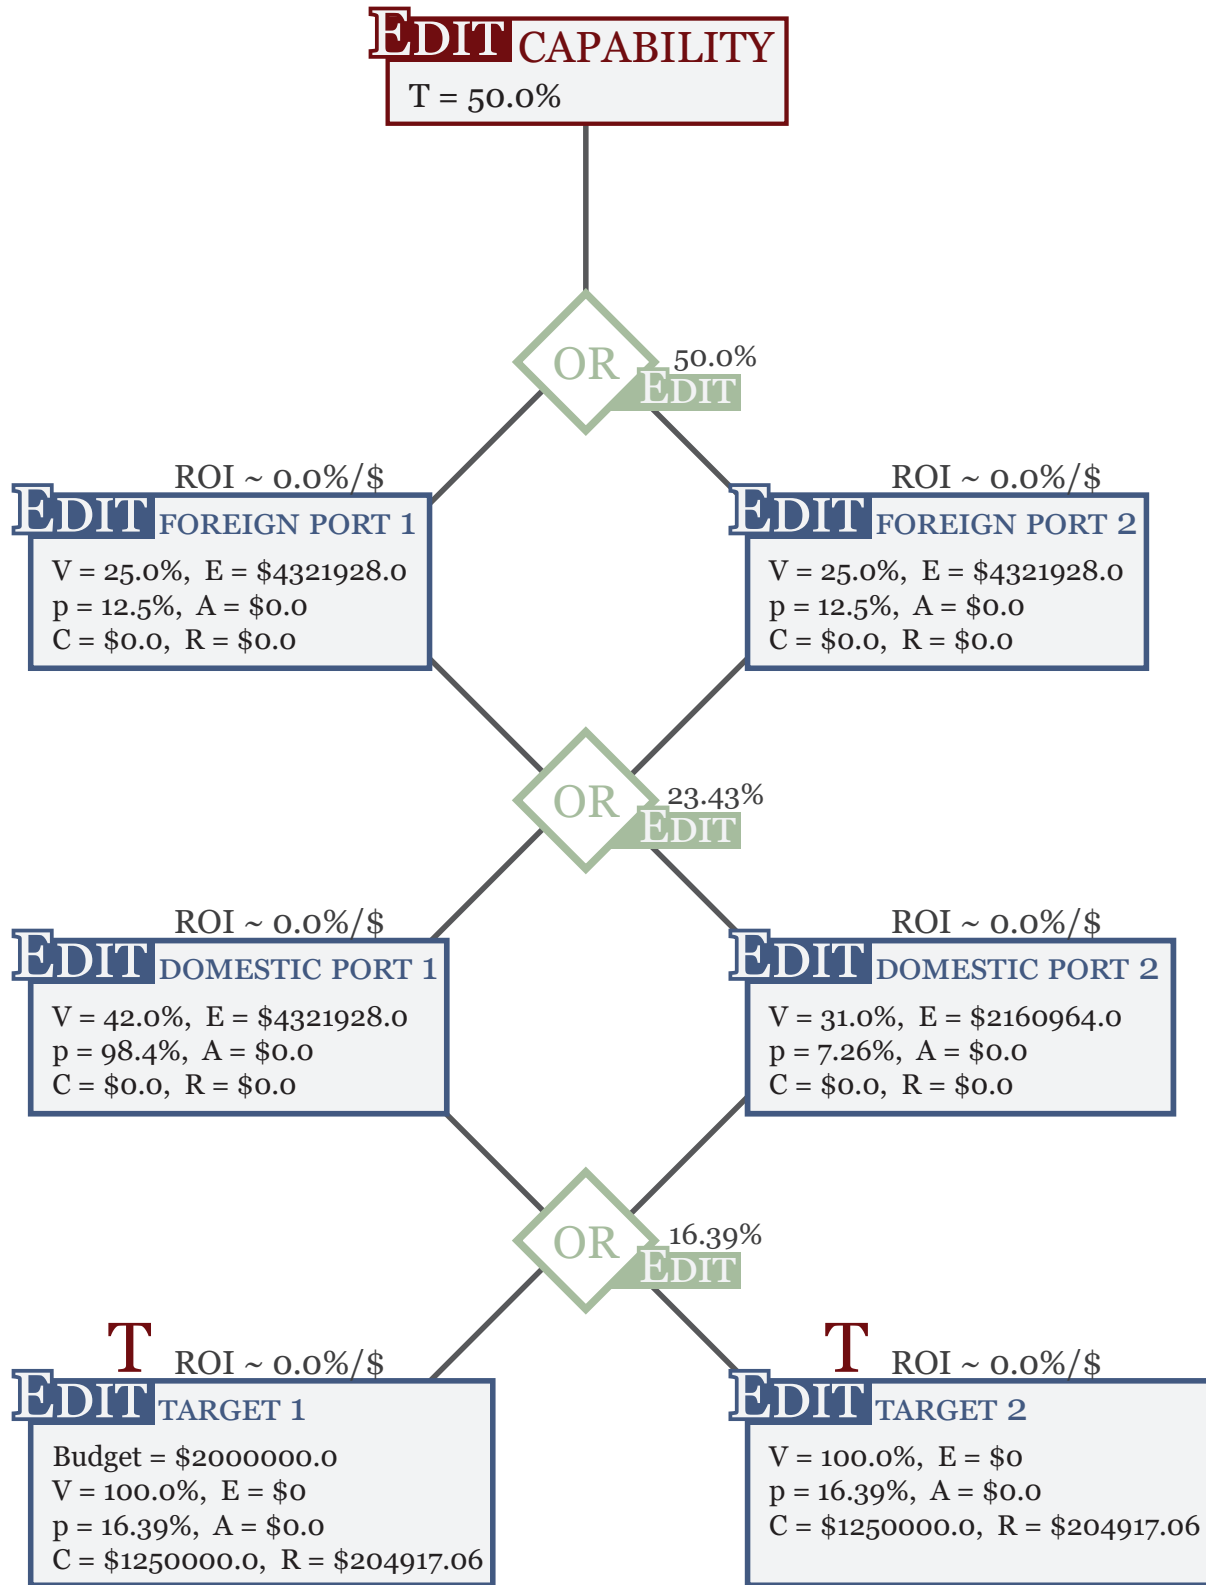 EDIT CAPABILITY
T = 50.0%
OR
50.0%
EDIT
ROI ~ 0.0%/$
EDIT FOREIGN PORT 1
V = 25.0%, E = $4321928.0
p = 12.5%, A = $0.0
C = $0.0, R = $0.0
ROI ~ 0.0%/$
EDIT FOREIGN PORT 2
V = 25.0%, E = $4321928.0
p = 12.5%, A = $0.0
C = $0.0, R = $0.0
OR
23.43%
EDIT
ROI ~ 0.0%/$
EDIT DOMESTIC PORT 1
V = 42.0%, E = $4321928.0
p = 98.4%, A = $0.0
C = $0.0, R = $0.0
ROI ~ 0.0%/$
EDIT DOMESTIC PORT 2
V = 31.0%, E = $2160964.0
p = 7.26%, A = $0.0
C = $0.0, R = $0.0
OR
16.39%
EDIT
T ROI ~ 0.0%/$
EDIT TARGET 1
Budget = $2000000.0
V = 100.0%, E = $0
p = 16.39%, A = $0.0
C = $1250000.0, R = $204917.06
T ROI ~ 0.0%/$
EDIT TARGET 2
V = 100.0%, E = $0
p = 16.39%, A = $0.0
C = $1250000.0, R = $204917.06